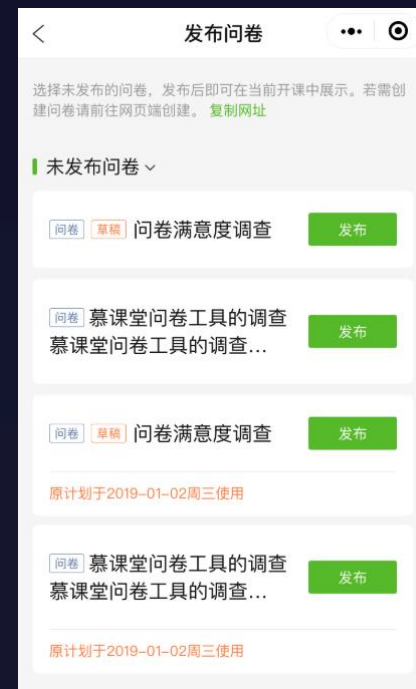 发布问卷
选择未发布的问卷，发布后即可在当前开课中展示。若需创
建问卷请前往网页端创建。 复制网址
未发布问卷
问卷 草稿 问卷满意度调查 发布
问卷 慕课堂问卷工具的调查
慕课堂问卷工具的调查... 发布
问卷 草稿 问卷满意度调查 发布
原计划于2019-01-02周三使用
问卷 慕课堂问卷工具的调查
慕课堂问卷工具的调查... 发布
原计划于2019-01-02周三使用